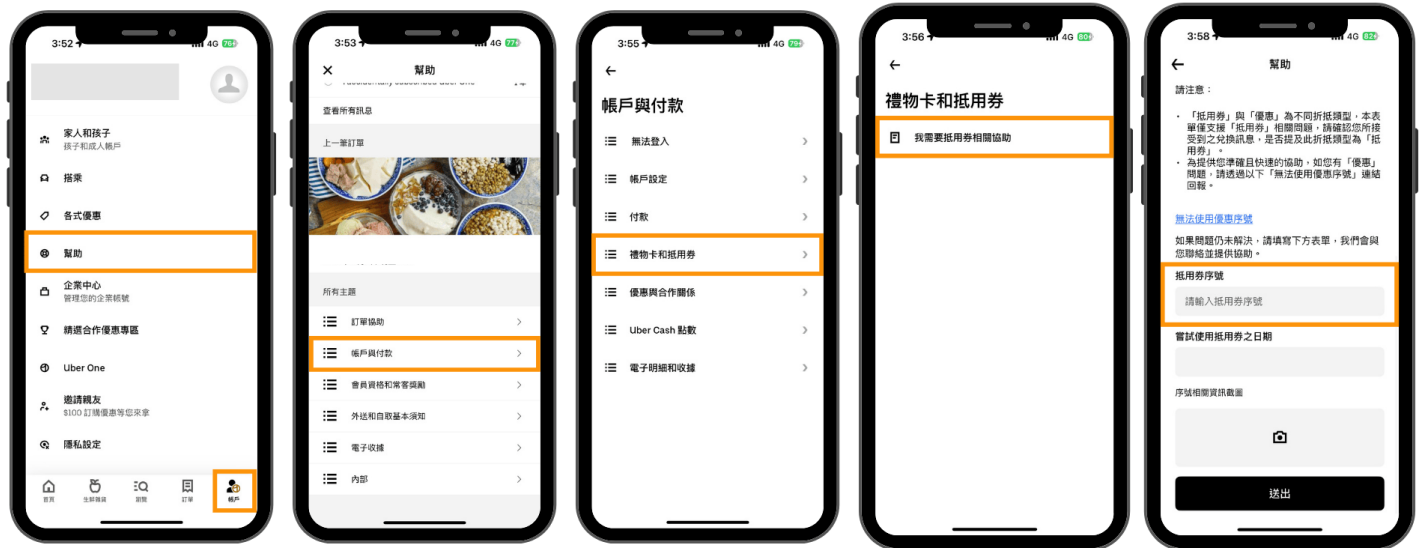 3:52
4G 76
家人和孩子
孩子和成人帳戶
搭乘
各式優惠
幫助
企業中心
管理您的企業帳號
精選合作優惠專區
Uber One
邀請親友
$100 訂購優惠等您來拿
隱私設定
首頁
生鮮雜貨
瀏覽
訂單
帳戶
3:53
4G 77
幫助
查看所有訊息
上一筆訂單
所有主題
訂單協助
帳戶與付款
會員資格和常客獎勵
外送和自取基本須知
電子收據
內部
3:55
4G 79
帳戶與付款
無法登入
帳戶設定
付款
禮物卡和抵用券
優惠與合作關係
Uber Cash 點數
電子明細和收據
3:56
4G 80
禮物卡和抵用券
我需要抵用券相關協助
3:58
4G 82
幫助
請注意：
• 「抵用券」與「優惠」為不同折抵類型，本表
單僅支援「抵用券」相關問題，請確認您所接
受到之兌換訊息，是否提及此折抵類型為「抵
用券」。
• 為提供您準確且快速的協助，如您有「優惠」
問題，請透過以下「無法使用優惠序號」連結
回報。
無法使用優惠序號
如果問題仍未解決，請填寫下方表單，我們會與
您聯絡並提供協助。
抵用券序號
請輸入抵用券序號
嘗試使用抵用券之日期
序號相關資訊截圖
送出